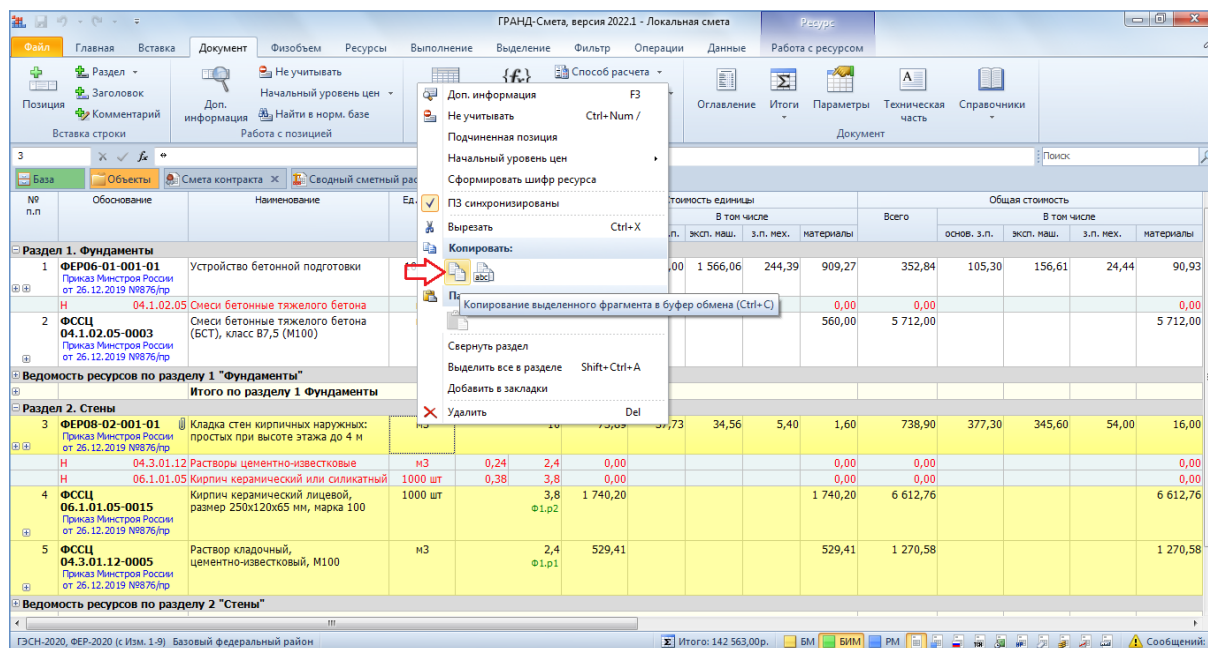 ГРАНД-Смета, версия 2022.1 - Локальная смета
Ресурс
Файл Главная Вставка Документ Физобъем Ресурсы Выполнение Выделение Фильтр Операции Данные Работа с ресурсом
Позиция
Раздел
Заголовок
Комментарий
Вставка строки
Доп. информация
Не учитывать
Начальный уровень цен
Найти в норм. базе
Работа с позицией
Способ расчета
Оглавление
Итоги
Параметры
Техническая часть
Справочники
Документ
3
Поиск
База Объекты Смета контракта Сводный сметный рас
№ п.п Обоснование Наименование Ед. тоимость единицы Общая стоимость
В том числе Всего В том числе
.п. эксп. маш. з.п. мех. материалы основ. з.п. эксп. маш. з.п. мех. материалы
Раздел 1. Фундаменты
1 ФЕР06-01-001-01 Устройство бетонной подготовки ,00 1 566,06 244,39 909,27 352,84 105,30 156,61 24,44 90,93
Приказ Минстроя России
от 26.12.2019 №876/пр
Н 04.1.02.05 Смеси бетонные тяжелого бетона 0,00 0,00 0,00
2 ФССЦ Смеси бетонные тяжелого бетона 560,00 5 712,00 5 712,00
04.1.02.05-0003 (БСТ), класс В7,5 (М100)
Приказ Минстроя России
от 26.12.2019 №876/пр
Ведомость ресурсов по разделу 1 "Фундаменты"
Итого по разделу 1 Фундаменты
Раздел 2. Стены
3 ФЕР08-02-001-01 Кладка стен кирпичных наружных: м3 10 73,89 37,73 34,56 5,40 1,60 738,90 377,30 345,60 54,00 16,00
Приказ Минстроя России простых при высоте этажа до 4 м
от 26.12.2019 №876/пр
Н 04.3.01.12 Растворы цементно-известковые м3 0,24 2,4 0,00 0,00 0,00 0,00
Н 06.1.01.05 Кирпич керамический или силикатный 1000 шт 0,38 3,8 0,00 0,00 0,00 0,00
4 ФССЦ Кирпич керамический лицевой, 1000 шт 3,8 1 740,20 1 740,20 6 612,76 6 612,76
06.1.01.05-0015 размер 250х120х65 мм, марка 100 Ф1.р2
Приказ Минстроя России
от 26.12.2019 №876/пр
5 ФССЦ Раствор кладочный, м3 2,4 529,41 529,41 1 270,58 1 270,58
04.3.01.12-0005 цементно-известковый, М100 Ф1.р1
Приказ Минстроя России
от 26.12.2019 №876/пр
Ведомость ресурсов по разделу 2 "Стены"
Доп. информация F3
Не учитывать Ctrl+Num /
Подчиненная позиция
Начальный уровень цен
Сформировать шифр ресурса
ПЗ синхронизированы
Вырезать Ctrl+X
Копировать:
abc
Па
Копирование выделенного фрагмента в буфер обмена (Ctrl+C)
Свернуть раздел
Выделить все в разделе Shift+Ctrl+A
Добавить в закладки
Удалить Del
ГЭСН-2020, ФЕР-2020 (с Изм. 1-9) Базовый федеральный район Итого: 142 563,00р. БМ БИМ РМ Сообщений: